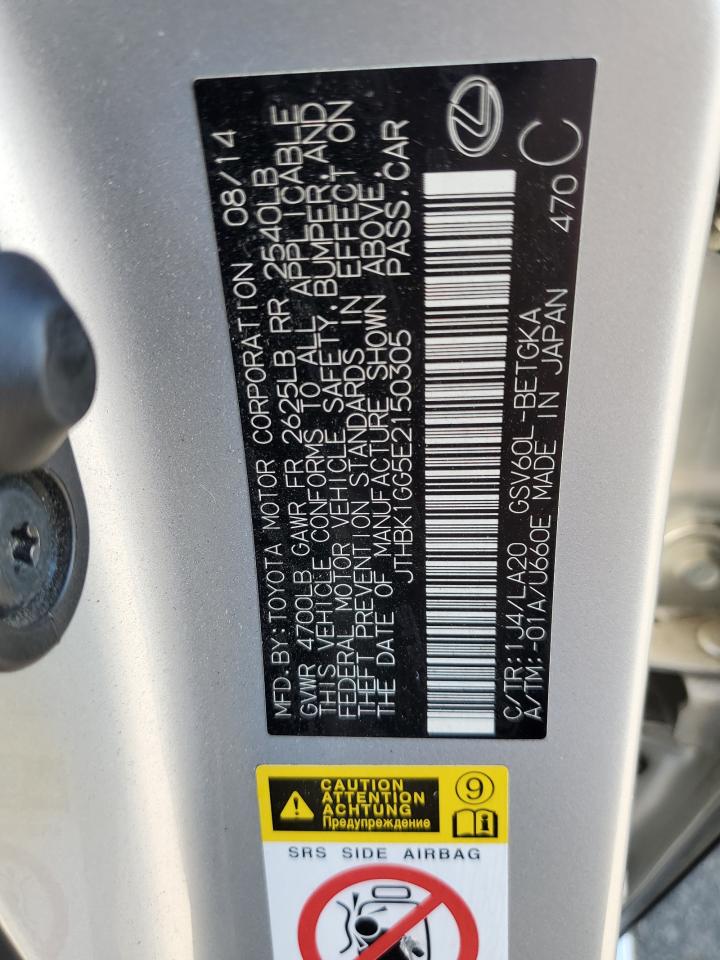 MFD.BY:TOYOTA MOTOR CORPORATION 08/14
GVWR 4700LB GAWR FR 2625LB RR 2540LB
THIS VEHICLE CONFORMS TO ALL APPLICABLE
FEDERAL MOTOR VEHICLE SAFETY,BUMPER,AND
THEFT PREVENTION STANDARDS IN EFFECT ON
THE DATE OF MANUFACTURE SHOWN ABOVE.
JTHBK1GG5E2150305 PASS.CAR
C/TR:1J4/LA20 GSV60L-BETGKA
A/TM:-01A/U660E MADE IN JAPAN 470 C
CAUTION
ATTENTION
ACHTUNG
Предупреждение
9
SRS SIDE AIRBAG